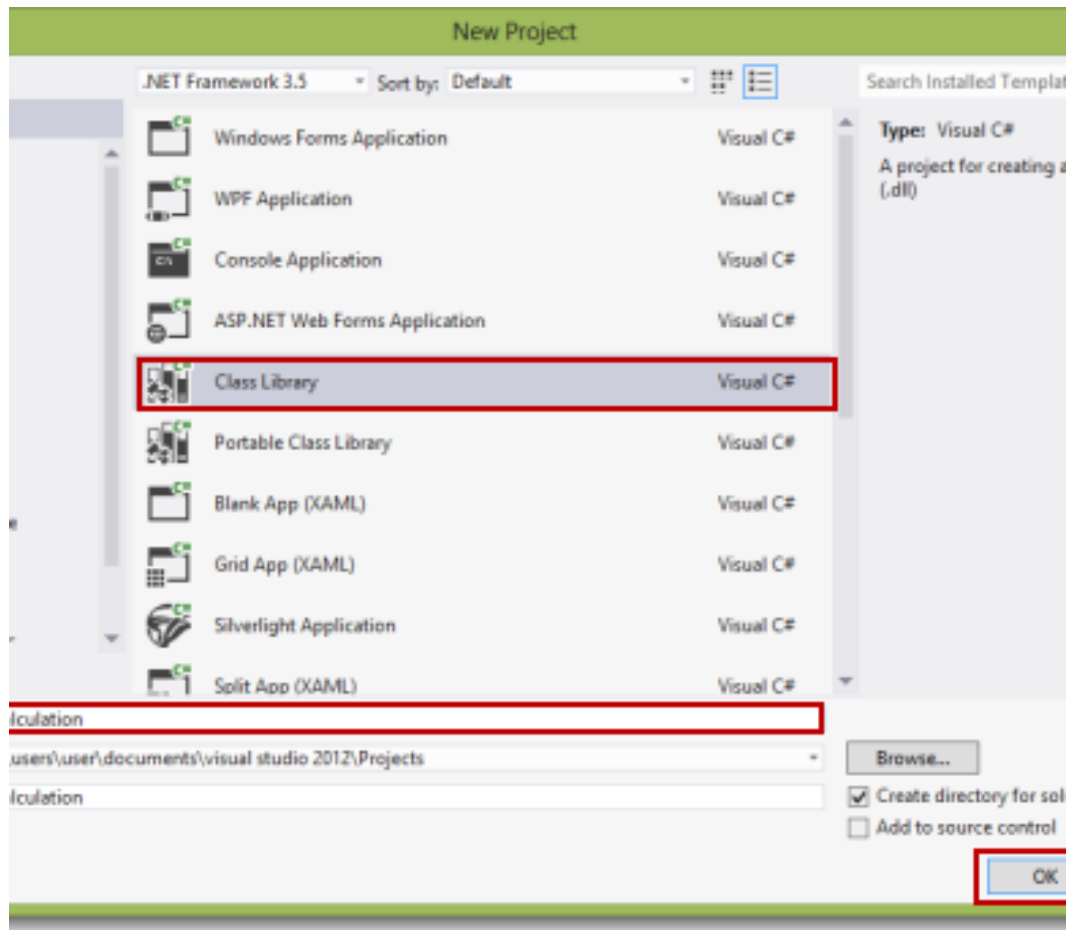 New Project
.NET Framework 3.5 Sort by: Default Search Installed Templat
Windows Forms Application Visual C#
WPF Application Visual C#
Console Application Visual C#
ASP.NET Web Forms Application Visual C#
Class Library Visual C#
Portable Class Library Visual C#
Blank App (XAML) Visual C#
Grid App (XAML) Visual C#
Silverlight Application Visual C#
Split App (XAML) Visual C#
Type: Visual C#
A project for creating a
(.dll)
lculation
users\user\documents\visual studio 2012\Projects Browse...
lculation Create directory for sol
Add to source control
OK